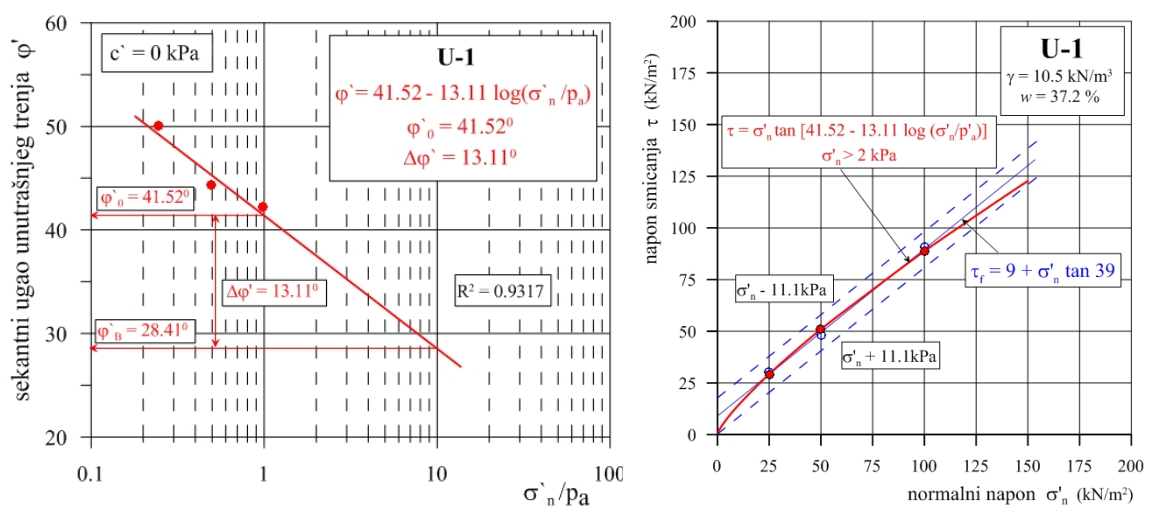 60
50
40
30
20
sekantni ugao unutrašnjeg trenja φ'
c` = 0 kPa
U-1
φ`= 41.52 - 13.11 log(σ`n /pa)
φ`0 = 41.52⁰
Δφ` = 13.11⁰
φ`0 = 41.52⁰
Δφ' = 13.11⁰
R² = 0.9317
φ`B = 28.41⁰
0.1
1
10
100
σ`n/pa
200
175
150
125
100
75
50
25
0
napon smicanja τ (kN/m²)
U-1
γ = 10.5 kN/m³
w = 37.2 %
τ = σ'n tan [41.52 - 13.11 log (σ'n/p'a)]
σ'n > 2 kPa
τf = 9 + σ'n tan 39
σ'n - 11.1kPa
σ'n + 11.1kPa
0
25
50
75
100
125
150
175
200
normalni napon σ'n (kN/m²)